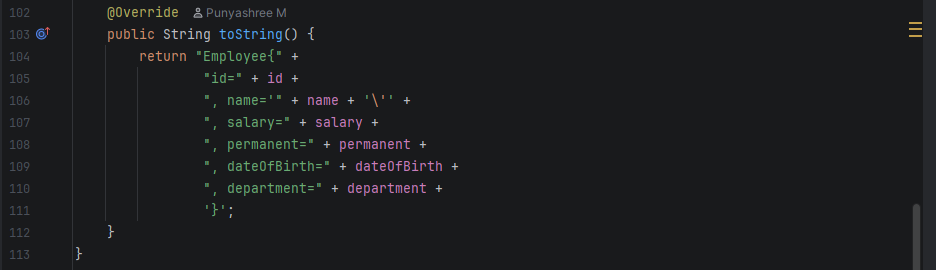 102 @Override Punyashree M
103 public String toString() {
104 return "Employee{" +
105 "id=" + id +
106 ", name='" + name + '\'' +
107 ", salary=" + salary +
108 ", permanent=" + permanent +
109 ", dateOfBirth=" + dateOfBirth +
110 ", department=" + department +
111 '}';
112 }
113 }